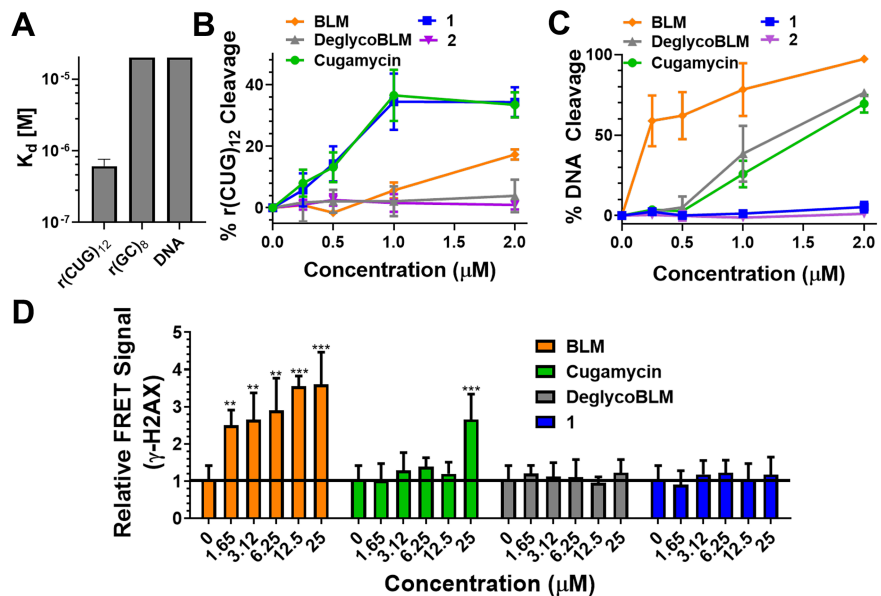 A
K_d [M]
10^-5
10^-6
10^-7
r(CUG)_12
r(GC)_8
DNA
B
BLM
DeglycoBLM
Cugamycin
1
2
% r(CUG)_12 Cleavage
40
20
0
0.0
0.5
1.0
1.5
2.0
Concentration (μM)
C
BLM
DeglycoBLM
Cugamycin
1
2
% DNA Cleavage
100
50
0
0.0
0.5
1.0
1.5
2.0
Concentration (μM)
D
Relative FRET Signal
(γ-H2AX)
5
4
3
2
1
0
** ** ** *** *** ***
BLM
Cugamycin
DeglycoBLM
1
0 1.65 3.12 6.25 12.5 25 0 1.65 3.12 6.25 12.5 25 0 1.65 3.12 6.25 12.5 25 0 1.65 3.12 6.25 12.5 25
Concentration (μM)